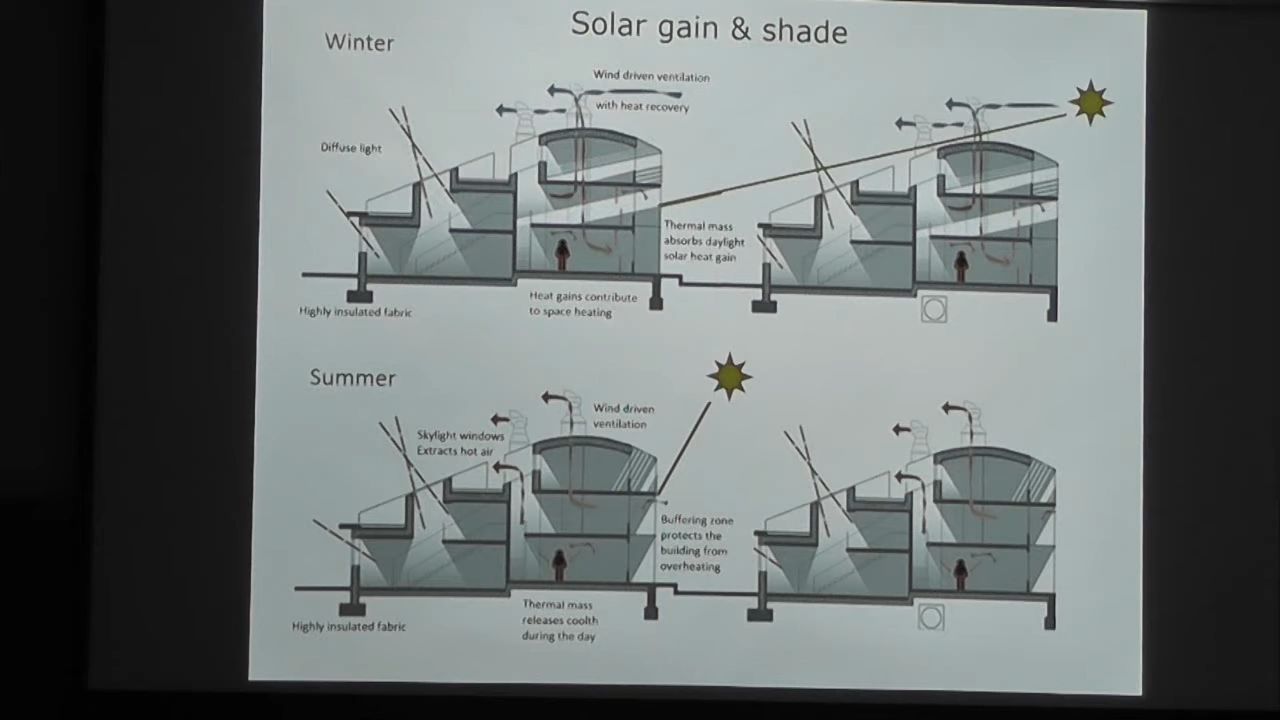 Solar gain & shade
Winter
Wind driven ventilation
with heat recovery
Diffuse light
Thermal mass
absorbs daylight
solar heat gain
Heat gains contribute
to space heating
Highly insulated fabric
Summer
Wind driven
ventilation
Skylight windows
Extracts hot air
Buffering zone
protects the
building from
overheating
Thermal mass
releases coolth
during the day
Highly insulated fabric